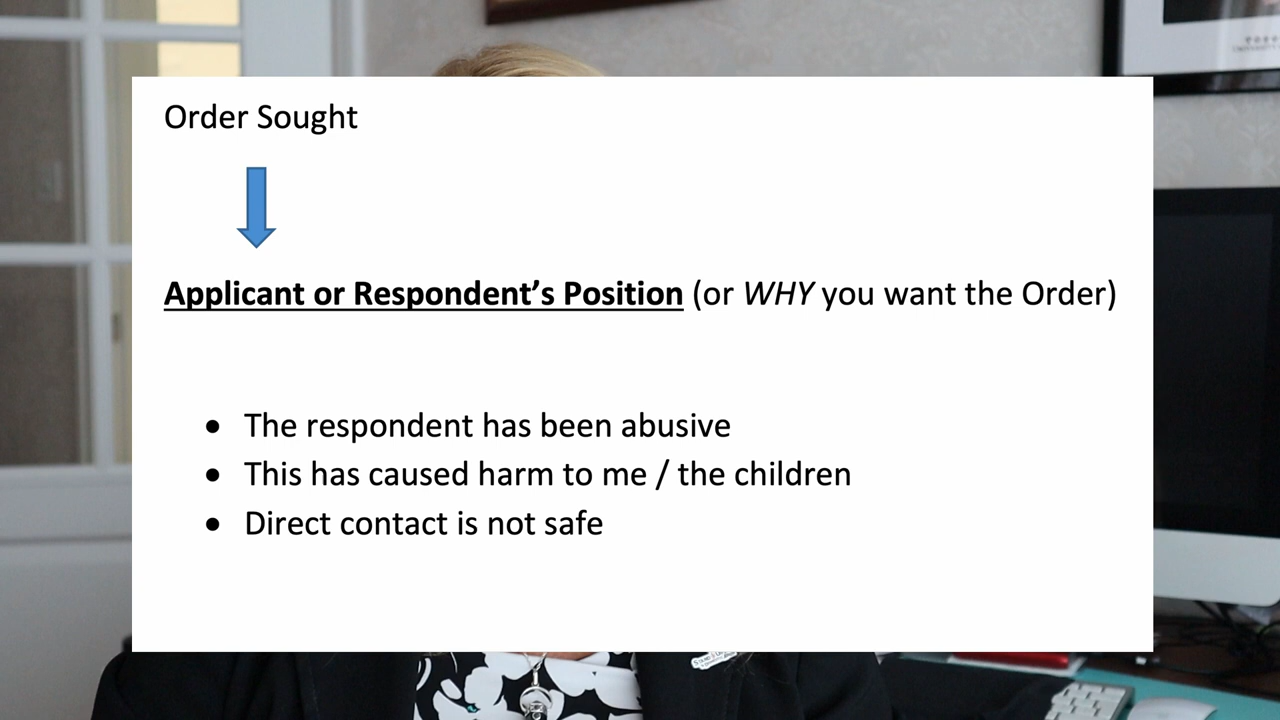 Order Sought
Applicant or Respondent’s Position (or WHY you want the Order)
• The respondent has been abusive
• This has caused harm to me / the children
• Direct contact is not safe